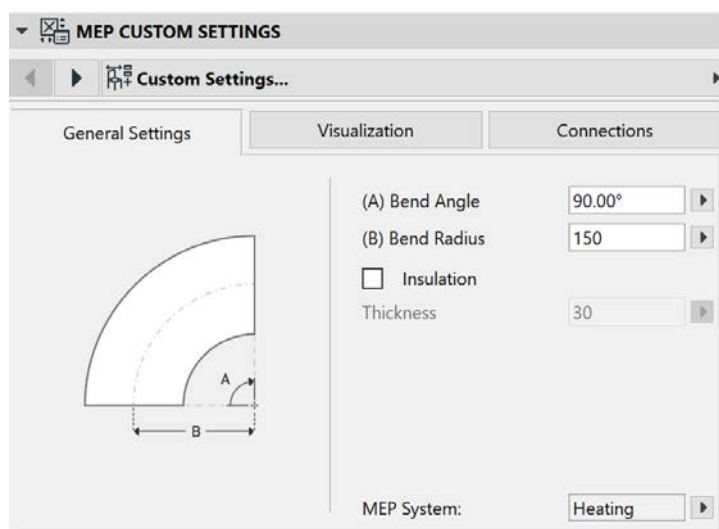 MEP CUSTOM SETTINGS
Custom Settings...
General Settings Visualization Connections
(A) Bend Angle 90.00°
(B) Bend Radius 150
Insulation
Thickness 30
A
B
MEP System: Heating